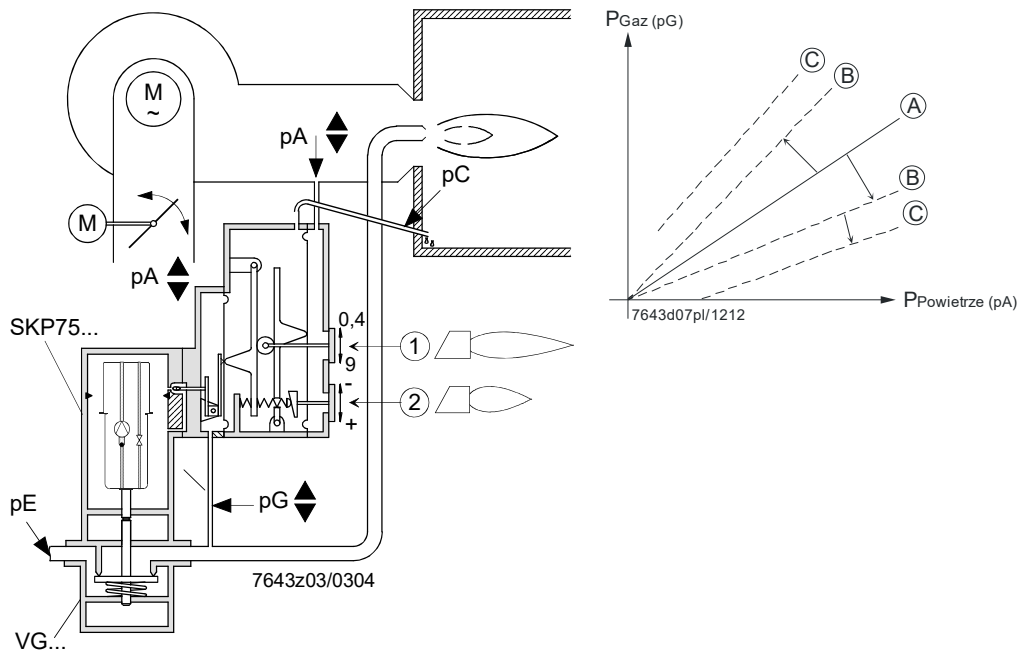 M
~
pA
pC
M
pA
SKP75...
0,4
9
1
-
+
2
pG
pE
7643z03/0304
VG...
PGaz (pG)
C
B
A
B
C
PPowietrze (pA)
7643d07pl/1212